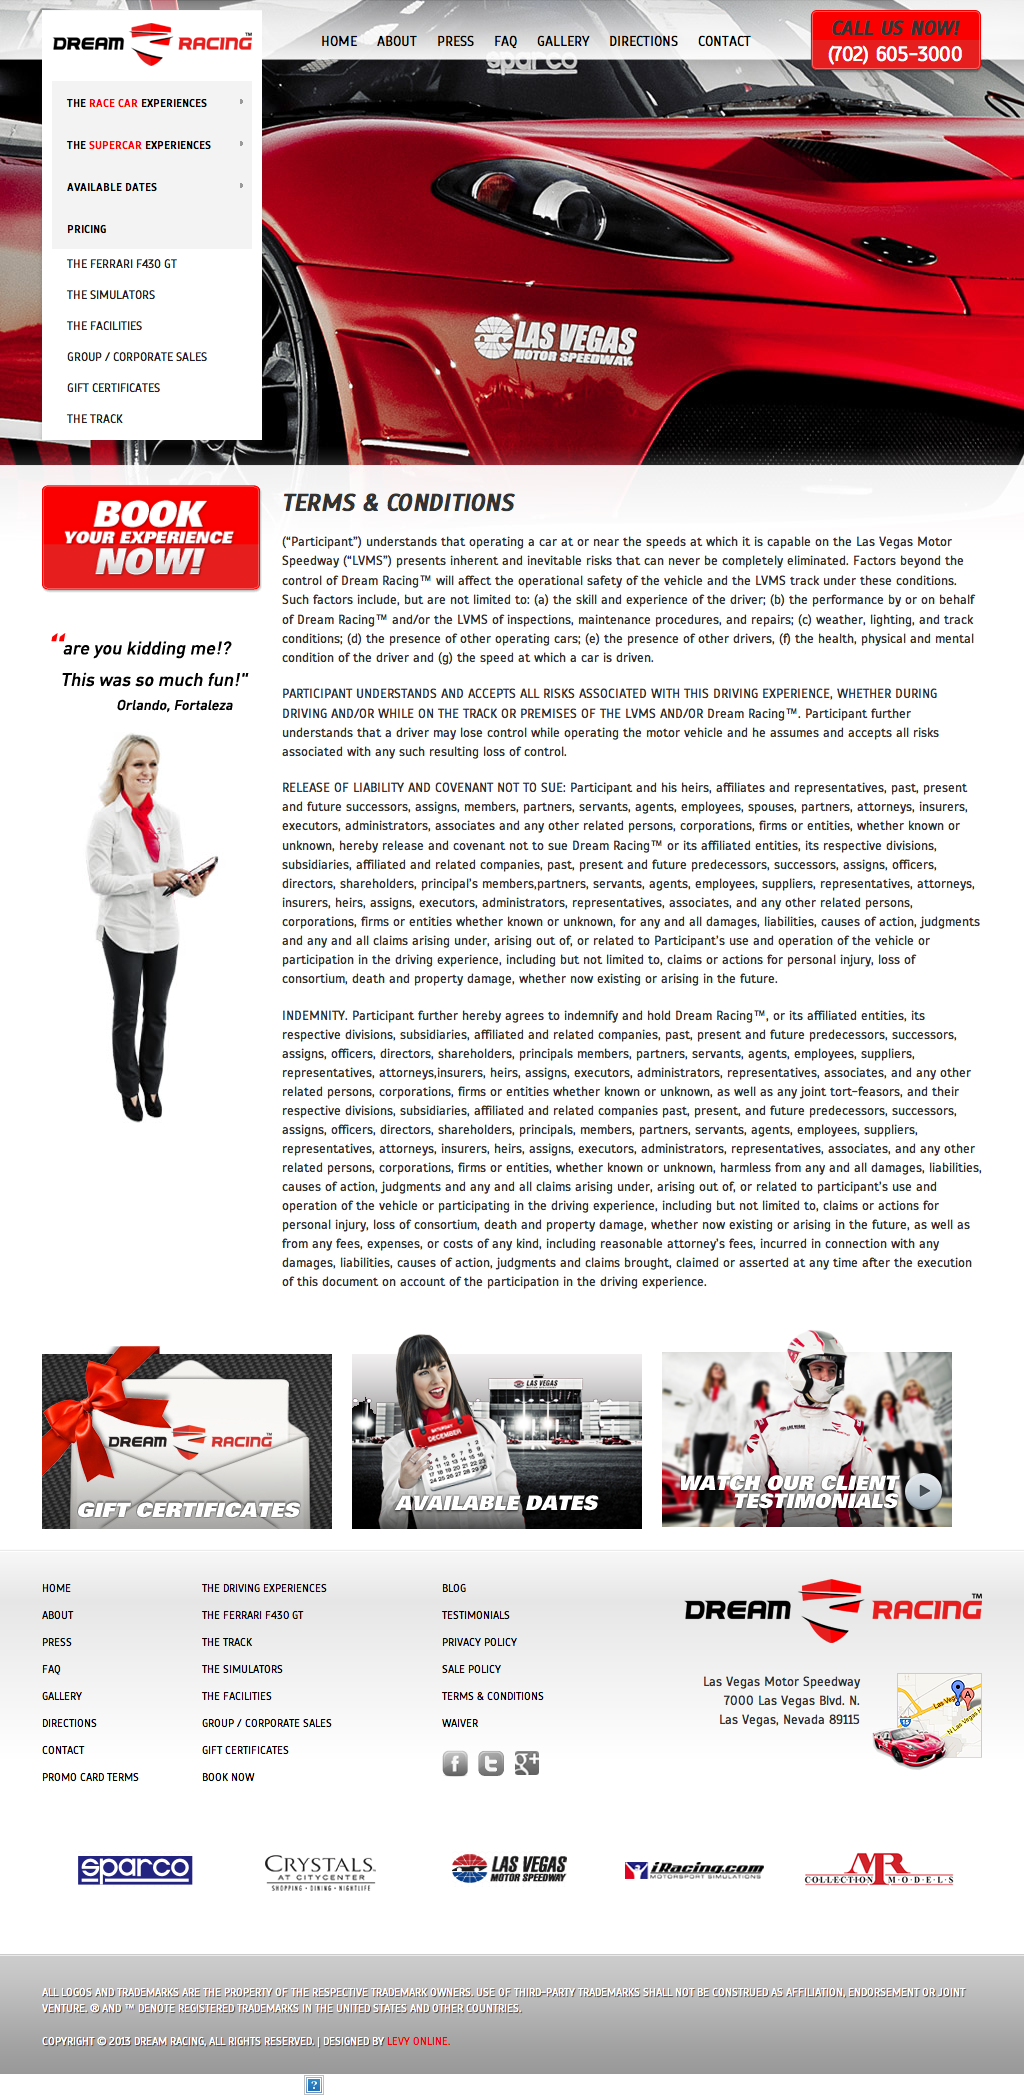 DREAM RACING™
HOME ABOUT PRESS FAQ GALLERY DIRECTIONS CONTACT
CALL US NOW!
(702) 605-3000
sparco
THE RACE CAR EXPERIENCES
THE SUPERCAR EXPERIENCES
AVAILABLE DATES
PRICING
THE FERRARI F430 GT
THE SIMULATORS
THE FACILITIES
GROUP / CORPORATE SALES
GIFT CERTIFICATES
THE TRACK
LAS VEGAS
MOTOR SPEEDWAY
BOOK
YOUR EXPERIENCE
NOW!
“are you kidding me!?
This was so much fun!"
Orlando, Fortaleza
TERMS & CONDITIONS
(“Participant”) understands that operating a car at or near the speeds at which it is capable on the Las Vegas Motor
Speedway (“LVMS”) presents inherent and inevitable risks that can never be completely eliminated. Factors beyond the
control of Dream Racing™ will affect the operational safety of the vehicle and the LVMS track under these conditions.
Such factors include, but are not limited to: (a) the skill and experience of the driver; (b) the performance by or on behalf
of Dream Racing™ and/or the LVMS of inspections, maintenance procedures, and repairs; (c) weather, lighting, and track
conditions; (d) the presence of other operating cars; (e) the presence of other drivers, (f) the health, physical and mental
condition of the driver and (g) the speed at which a car is driven.
PARTICIPANT UNDERSTANDS AND ACCEPTS ALL RISKS ASSOCIATED WITH THIS DRIVING EXPERIENCE, WHETHER DURING
DRIVING AND/OR WHILE ON THE TRACK OR PREMISES OF THE LVMS AND/OR Dream Racing™. Participant further
understands that a driver may lose control while operating the motor vehicle and he assumes and accepts all risks
associated with any such resulting loss of control.
RELEASE OF LIABILITY AND COVENANT NOT TO SUE: Participant and his heirs, affiliates and representatives, past, present
and future successors, assigns, members, partners, servants, agents, employees, spouses, partners, attorneys, insurers,
executors, administrators, associates and any other related persons, corporations, firms or entities, whether known or
unknown, hereby release and covenant not to sue Dream Racing™ or its affiliated entities, its respective divisions,
subsidiaries, affiliated and related companies, past, present and future predecessors, successors, assigns, officers,
directors, shareholders, principal's members,partners, servants, agents, employees, suppliers, representatives, attorneys,
insurers, heirs, assigns, executors, administrators, representatives, associates, and any other related persons,
corporations, firms or entities whether known or unknown, for any and all damages, liabilities, causes of action, judgments
and any and all claims arising under, arising out of, or related to Participant's use and operation of the vehicle or
participation in the driving experience, including but not limited to, claims or actions for personal injury, loss of
consortium, death and property damage, whether now existing or arising in the future.
INDEMNITY. Participant further hereby agrees to indemnify and hold Dream Racing™, or its affiliated entities, its
respective divisions, subsidiaries, affiliated and related companies, past, present and future predecessors, successors,
assigns, officers, directors, shareholders, principals members, partners, servants, agents, employees, suppliers,
representatives, attorneys,insurers, heirs, assigns, executors, administrators, representatives, associates, and any other
related persons, corporations, firms or entities whether known or unknown, as well as any joint tort-feasors, and their
respective divisions, subsidiaries, affiliated and related companies past, present, and future predecessors, successors,
assigns, officers, directors, shareholders, principals, members, partners, servants, agents, employees, suppliers,
representatives, attorneys, insurers, heirs, assigns, executors, administrators, representatives, associates, and any other
related persons, corporations, firms or entities, whether known or unknown, harmless from any and all damages, liabilities,
causes of action, judgments and any and all claims arising under, arising out of, or related to participant's use and
operation of the vehicle or participating in the driving experience, including but not limited to, claims or actions for
personal injury, loss of consortium, death and property damage, whether now existing or arising in the future, as well as
from any fees, expenses, or costs of any kind, including reasonable attorney's fees, incurred in connection with any
damages, liabilities, causes of action, judgments and claims brought, claimed or asserted at any time after the execution
of this document on account of the participation in the driving experience.
DREAM RACING™
GIFT CERTIFICATES
LAS VEGAS
DECEMBER
AVAILABLE DATES
WATCH OUR CLIENT
TESTIMONIALS
HOME
ABOUT
PRESS
FAQ
GALLERY
DIRECTIONS
CONTACT
PROMO CARD TERMS
THE DRIVING EXPERIENCES
THE FERRARI F430 GT
THE TRACK
THE SIMULATORS
THE FACILITIES
GROUP / CORPORATE SALES
GIFT CERTIFICATES
BOOK NOW
BLOG
TESTIMONIALS
PRIVACY POLICY
SALE POLICY
TERMS & CONDITIONS
WAIVER
f t g+
DREAM RACING™
Las Vegas Motor Speedway
7000 Las Vegas Blvd. N.
Las Vegas, Nevada 89115
sparco
CRYSTALS
AT CITYCENTER
SHOPPING · DINING · NIGHTLIFE
LAS VEGAS
MOTOR SPEEDWAY
iRacing.com
MOTORSPORT SIMULATIONS
MR
COLLECTION MODELS
ALL LOGOS AND TRADEMARKS ARE THE PROPERTY OF THE RESPECTIVE TRADEMARK OWNERS. USE OF THIRD-PARTY TRADEMARKS SHALL NOT BE CONSTRUED AS AFFILIATION, ENDORSEMENT OR JOINT
VENTURE. ® AND ™ DENOTE REGISTERED TRADEMARKS IN THE UNITED STATES AND OTHER COUNTRIES.
COPYRIGHT © 2013 DREAM RACING, ALL RIGHTS RESERVED. | DESIGNED BY LEVY ONLINE.
?